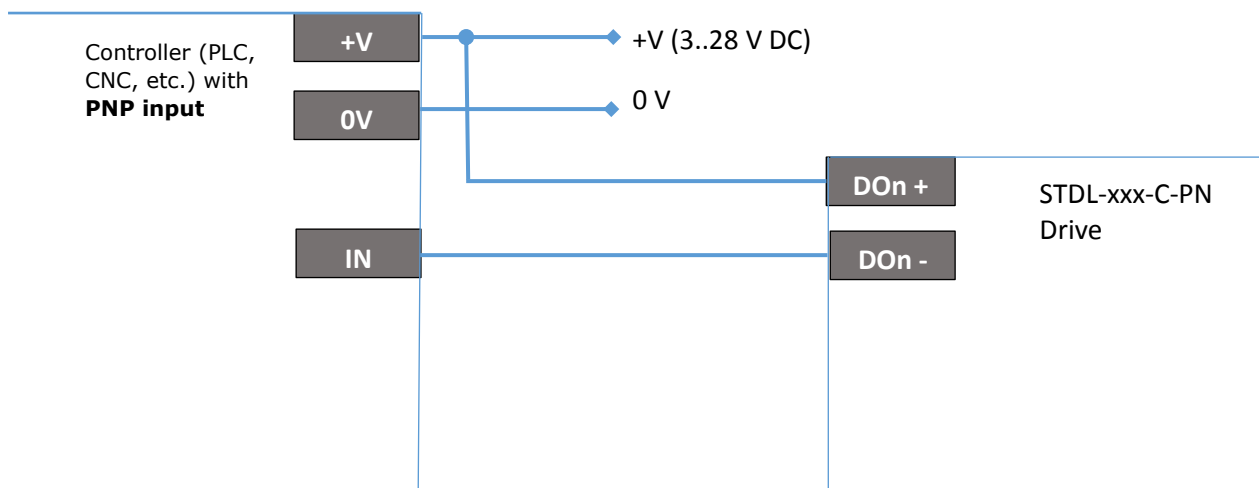 Controller (PLC,
CNC, etc.) with
PNP input
+V
0V
IN
+V (3..28 V DC)
0 V
DOn +
DOn -
STDL-xxx-C-PN
Drive